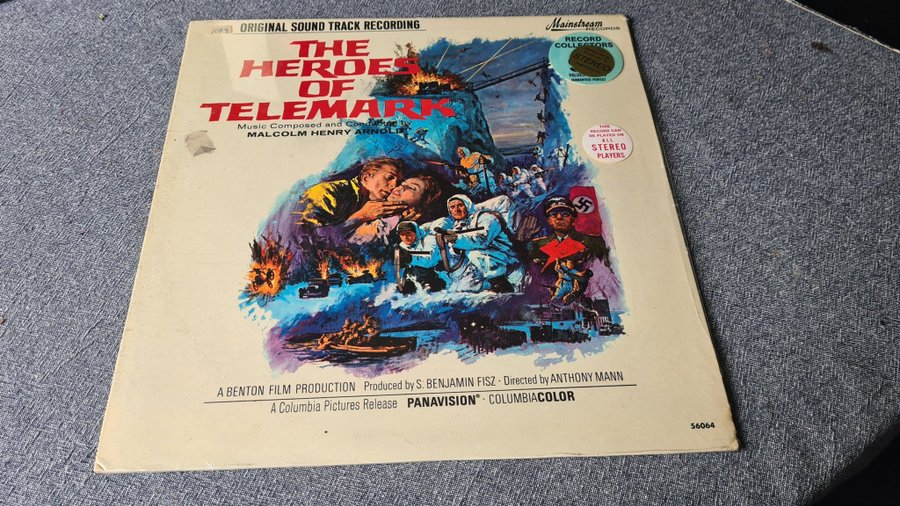 ORIGINAL SOUND TRACK RECORDING
Mainstream
RECORDS
THE
HEROES
OF
TELEMARK
Music Composed and Conducted by
MALCOLM HENRY ARNOLD
RECORD
COLLECTORS
STEREO
THIS
RECORD CAN
BE PLAYED ON
ALL
STEREO
PLAYERS
A BENTON FILM PRODUCTION Produced by S. BENJAMIN FISZ · Directed by ANTHONY MANN
A Columbia Pictures Release PANAVISION® · COLUMBIACOLOR
56064